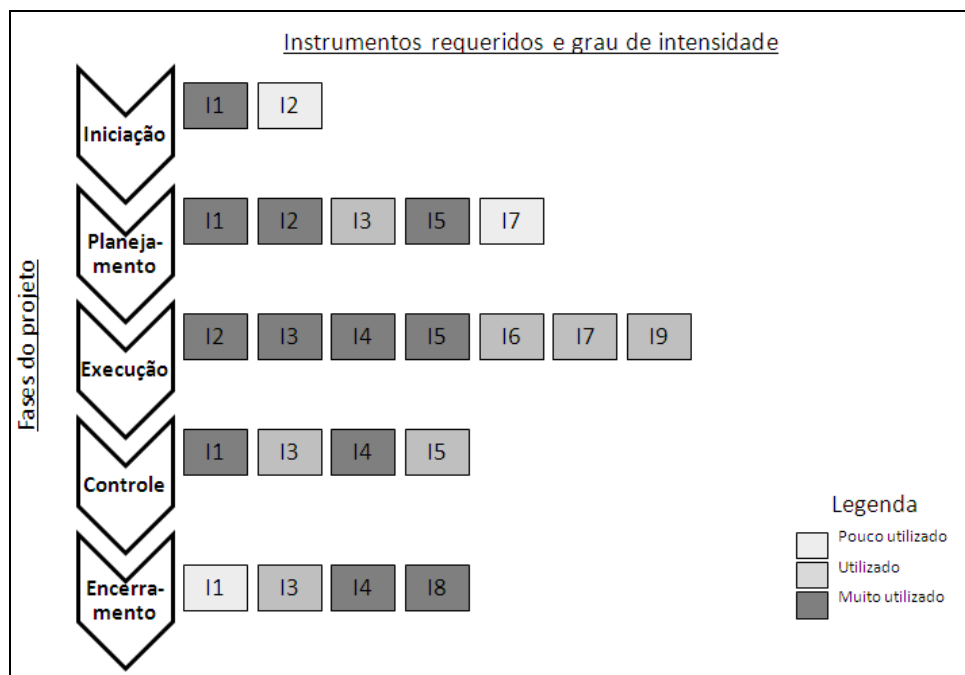 Instrumentos requeridos e grau de intensidade
Fases do projeto
Iniciação
I1 I2
Planeja-
mento
I1 I2 I3 I5 I7
Execução
I2 I3 I4 I5 I6 I7 I9
Controle
I1 I3 I4 I5
Encerra-
mento
I1 I3 I4 I8
Legenda
Pouco utilizado
Utilizado
Muito utilizado